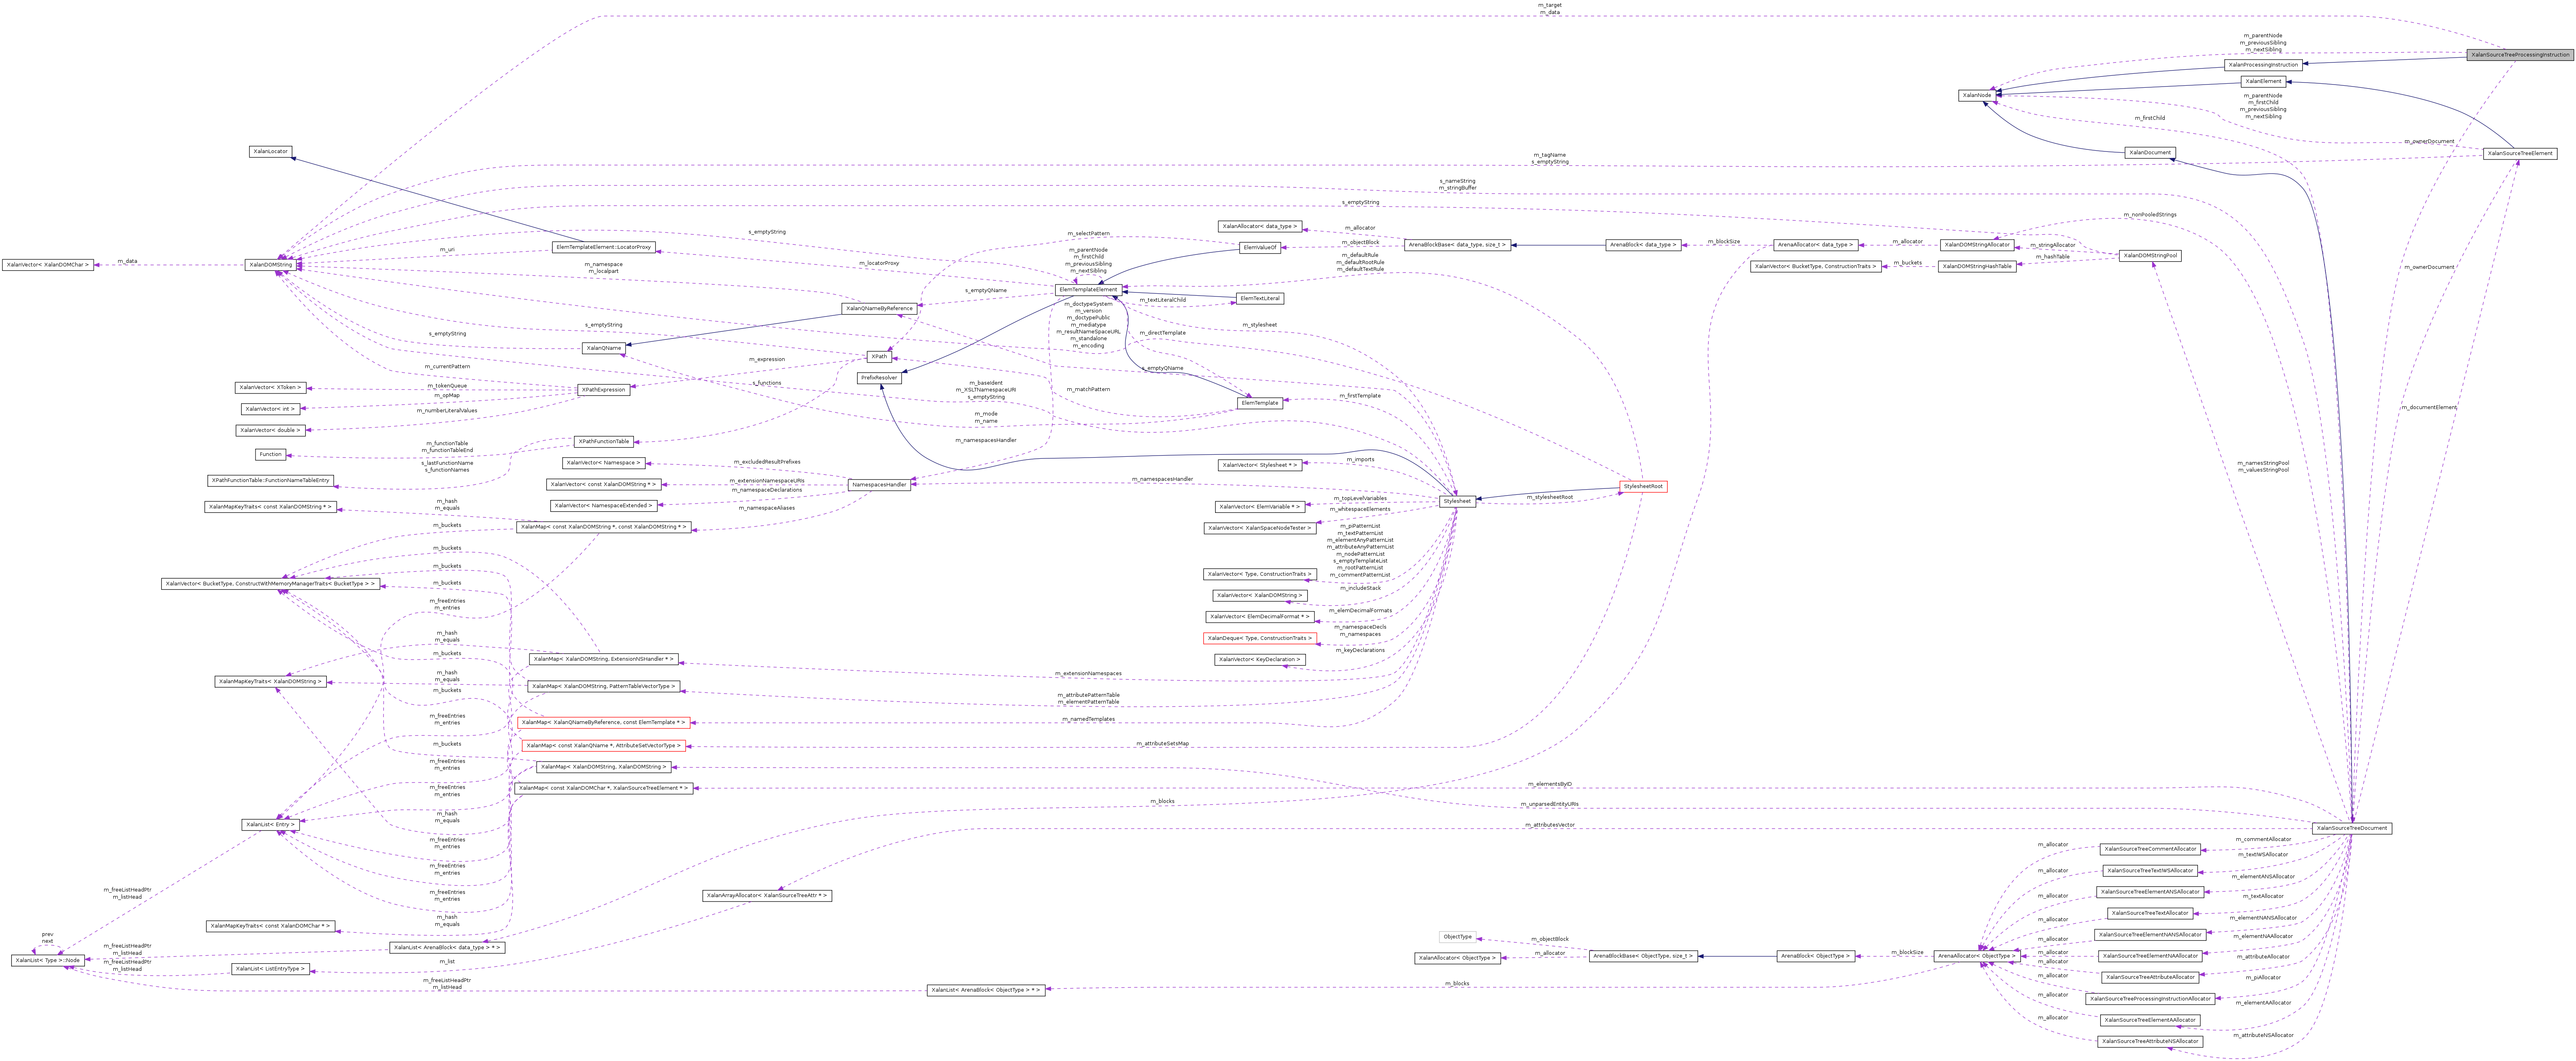 m_target
m_data
m_parentNode
m_previousSibling
m_nextSibling
XalanSourceTreeProcessingInstruction
XalanProcessingInstruction
XalanElement
XalanNode
m_parentNode
m_firstChild
m_previousSibling
m_nextSibling
m_firstChild
m_ownerDocument
XalanLocator
XalanDocument
XalanSourceTreeElement
m_tagName
s_emptyString
s_nameString
m_stringBuffer
s_emptyString
m_nonPooledStrings
XalanAllocator< data_type >
m_allocator
m_selectPattern
s_emptyString
m_objectBlock
ElemTemplateElement::LocatorProxy
m_uri
m_parentNode
m_firstChild
m_previousSibling
m_nextSibling
ElemValueOf
ArenaBlockBase< data_type, size_t >
ArenaBlock< data_type >
m_blockSize
ArenaAllocator< data_type >
m_allocator
XalanDOMStringAllocator
m_stringAllocator
m_hashTable
XalanDOMStringPool
XalanVector< XalanDOMChar >
m_data
XalanDOMString
m_namespace
m_localpart
m_locatorProxy
m_defaultRule
m_defaultRootRule
m_defaultTextRule
XalanVector< BucketType, ConstructionTraits >
m_buckets
XalanDOMStringHashTable
m_ownerDocument
s_emptyQName
ElemTemplateElement
m_textLiteralChild
ElemTextLiteral
XalanQNameByReference
m_doctypeSystem
m_version
m_doctypePublic
m_mediatype
m_resultNameSpaceURL
m_standalone
m_encoding
m_directTemplate
m_stylesheet
s_emptyString
s_emptyString
XalanQName
XPath
m_expression
m_currentPattern
s_emptyQName
PrefixResolver
XalanVector< XToken >
m_tokenQueue
m_opMap
XPathExpression
s_functions
m_baseIdent
m_XSLTNamespaceURI
s_emptyString
m_matchPattern
m_firstTemplate
ElemTemplate
m_documentElement
XalanVector< int >
m_numberLiteralValues
m_mode
m_name
XalanVector< double >
m_functionTable
m_functionTableEnd
XPathFunctionTable
m_namespacesHandler
Function
s_lastFunctionName
s_functionNames
XalanVector< Namespace >
m_excludedResultPrefixes
XalanVector< Stylesheet * >
m_imports
m_namesStringPool
m_valuesStringPool
XPathFunctionTable::FunctionNameTableEntry
XalanVector< const XalanDOMString * >
m_extensionNamespaceURIs
m_namespaceDeclarations
NamespacesHandler
m_namespacesHandler
StylesheetRoot
m_stylesheetRoot
Stylesheet
XalanMapKeyTraits< const XalanDOMString * >
m_hash
m_equals
XalanVector< NamespaceExtended >
m_namespaceAliases
XalanVector< ElemVariable * >
m_topLevelVariables
m_whitespaceElements
XalanVector< XalanSpaceNodeTester >
m_buckets
XalanMap< const XalanDOMString *, const XalanDOMString * >
m_piPatternList
m_textPatternList
m_elementAnyPatternList
m_attributeAnyPatternList
m_nodePatternList
s_emptyTemplateList
m_rootPatternList
m_commentPatternList
m_buckets
m_buckets
m_buckets
XalanVector< BucketType, ConstructWithMemoryManagerTraits< BucketType > >
XalanVector< Type, ConstructionTraits >
m_includeStack
XalanVector< XalanDOMString >
m_freeEntries
m_entries
m_elemDecimalFormats
XalanVector< ElemDecimalFormat * >
m_namespaceDecls
m_namespaces
XalanDeque< Type, ConstructionTraits >
m_keyDeclarations
XalanVector< KeyDeclaration >
m_hash
m_equals
m_buckets
XalanMap< XalanDOMString, ExtensionNSHandler * >
m_extensionNamespaces
XalanMapKeyTraits< XalanDOMString >
m_hash
m_equals
m_buckets
XalanMap< XalanDOMString, PatternTableVectorType >
m_attributePatternTable
m_elementPatternTable
m_freeEntries
m_entries
XalanMap< XalanQNameByReference, const ElemTemplate * >
m_namedTemplates
m_buckets
XalanMap< const XalanQName *, AttributeSetVectorType >
m_attributeSetsMap
m_freeEntries
m_entries
XalanMap< XalanDOMString, XalanDOMString >
m_freeEntries
m_entries
XalanMap< const XalanDOMChar *, XalanSourceTreeElement * >
m_elementsByID
m_blocks
m_unparsedEntityURIs
m_hash
m_equals
XalanList< Entry >
m_attributesVector
XalanSourceTreeDocument
m_freeEntries
m_entries
m_commentAllocator
m_allocator
XalanSourceTreeCommentAllocator
m_textWSAllocator
m_freeEntries
m_entries
m_allocator
XalanSourceTreeTextWSAllocator
m_elementANSAllocator
m_freeListHeadPtr
m_listHead
m_freeEntries
m_entries
XalanArrayAllocator< XalanSourceTreeAttr * >
m_allocator
XalanSourceTreeElementANSAllocator
m_textAllocator
m_allocator
XalanSourceTreeTextAllocator
m_elementNANSAllocator
XalanMapKeyTraits< const XalanDOMChar * >
m_hash
m_equals
ObjectType
m_objectBlock
m_allocator
XalanSourceTreeElementNANSAllocator
m_elementNAAllocator
prev
next
m_freeListHeadPtr
m_listHead
XalanList< ArenaBlock< data_type > * >
XalanAllocator< ObjectType >
m_allocator
ArenaBlockBase< ObjectType, size_t >
ArenaBlock< ObjectType >
m_blockSize
ArenaAllocator< ObjectType >
m_allocator
XalanSourceTreeElementNAAllocator
m_attributeAllocator
XalanList< Type >::Node
m_freeListHeadPtr
m_listHead
XalanList< ListEntryType >
m_list
m_allocator
XalanSourceTreeAttributeAllocator
m_piAllocator
m_freeListHeadPtr
m_listHead
XalanList< ArenaBlock< ObjectType > * >
m_blocks
m_allocator
XalanSourceTreeProcessingInstructionAllocator
m_elementAAllocator
m_allocator
XalanSourceTreeElementAAllocator
m_allocator
XalanSourceTreeAttributeNSAllocator
m_attributeNSAllocator